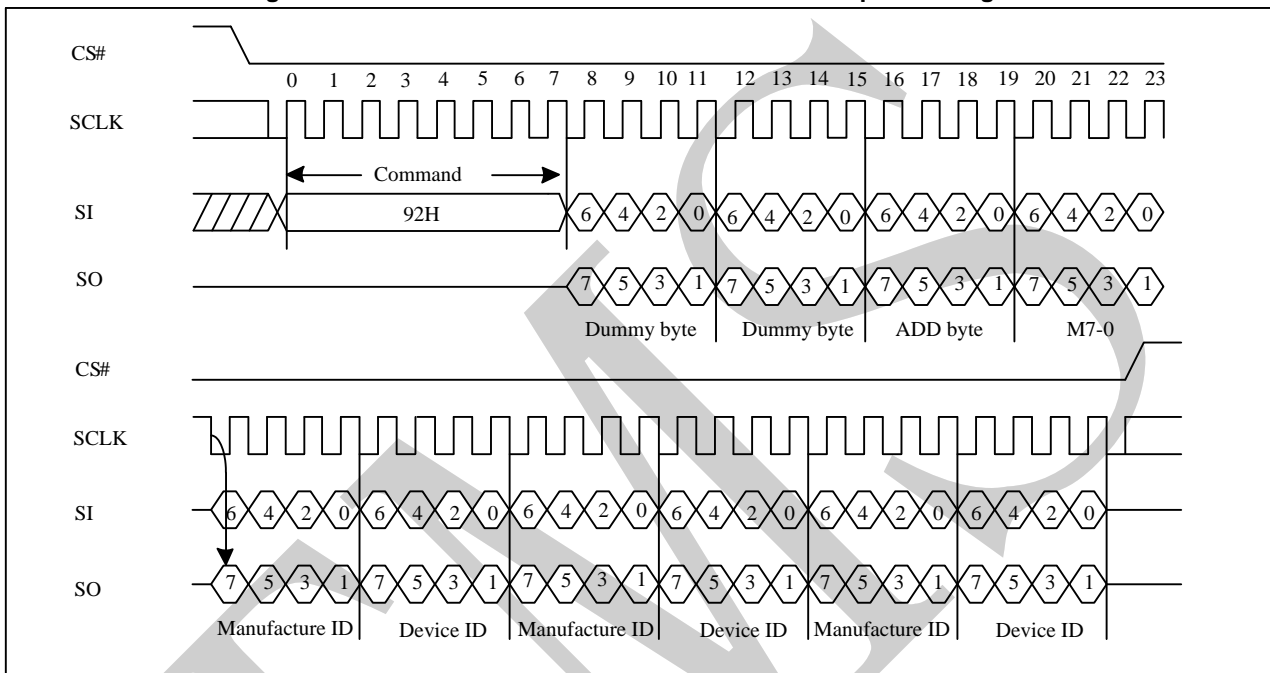 CS#
0 1 2 3 4 5 6 7 8 9 10 11 12 13 14 15 16 17 18 19 20 21 22 23
SCLK
Command
SI 92H 6 4 2 0 6 4 2 0 6 4 2 0 6 4 2 0
SO 7 5 3 1 7 5 3 1 7 5 3 1 7 5 3 1
Dummy byte Dummy byte ADD byte M7-0
CS#
SCLK
SI 6 4 2 0 6 4 2 0 6 4 2 0 6 4 2 0 6 4 2 0 6 4 2 0
SO 7 5 3 1 7 5 3 1 7 5 3 1 7 5 3 1 7 5 3 1 7 5 3 1
Manufacture ID Device ID Manufacture ID Device ID Manufacture ID Device ID